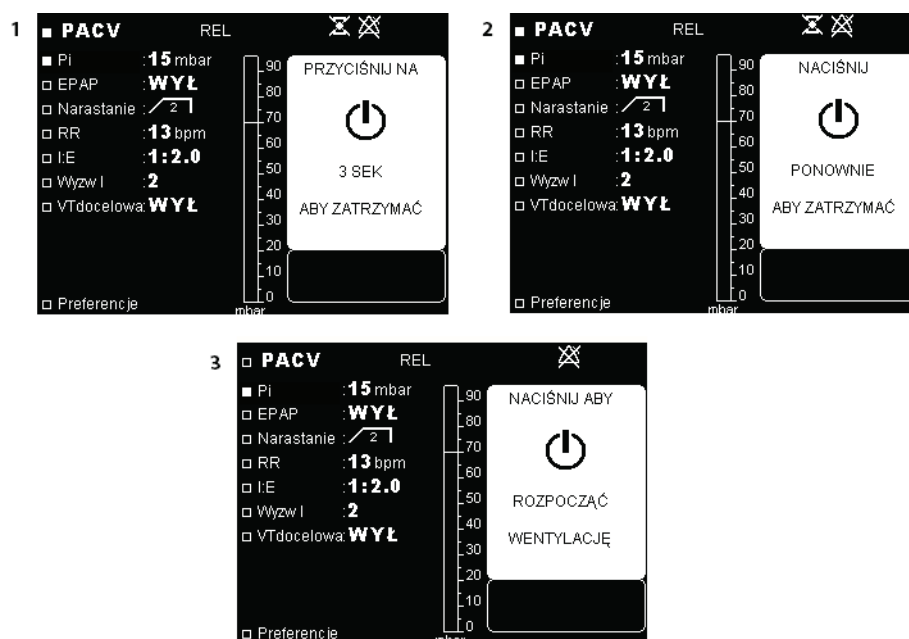 1
PACV REL
Pi :15 mbar
EPAP :WYŁ
Narastanie : 2
RR :13 bpm
I:E :1:2.0
Wyzw I :2
VTdocelowa:WYŁ
Preferencje
90
80
70
60
50
40
30
20
10
0
mbar
PRZYCIŚNIJ NA
3 SEK
ABY ZATRZYMAĆ
2
PACV REL
Pi :15 mbar
EPAP :WYŁ
Narastanie : 2
RR :13 bpm
I:E :1:2.0
Wyzw I :2
VTdocelowa:WYŁ
Preferencje
90
80
70
60
50
40
30
20
10
0
mbar
NACIŚNIJ
PONOWNIE
ABY ZATRZYMAĆ
3
PACV REL
Pi :15 mbar
EPAP :WYŁ
Narastanie : 2
RR :13 bpm
I:E :1:2.0
Wyzw I :2
VTdocelowa:WYŁ
Preferencje
90
80
70
60
50
40
30
20
10
0
mbar
NACIŚNIJ ABY
ROZPOCZĄĆ
WENTYLACJĘ